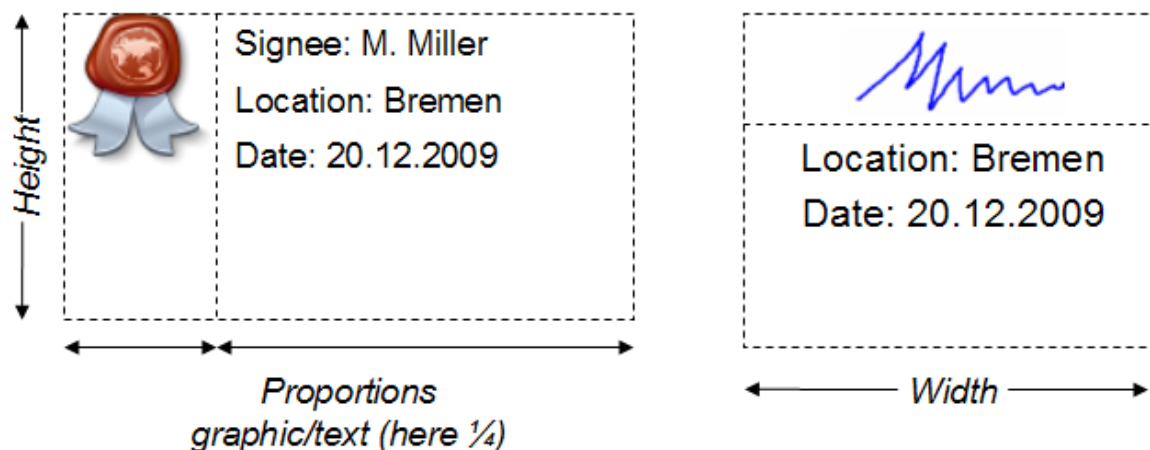 Signee: M. Miller
Location: Bremen
Date: 20.12.2009
Height
Proportions
graphic/text (here ¼)
Location: Bremen
Date: 20.12.2009
Width